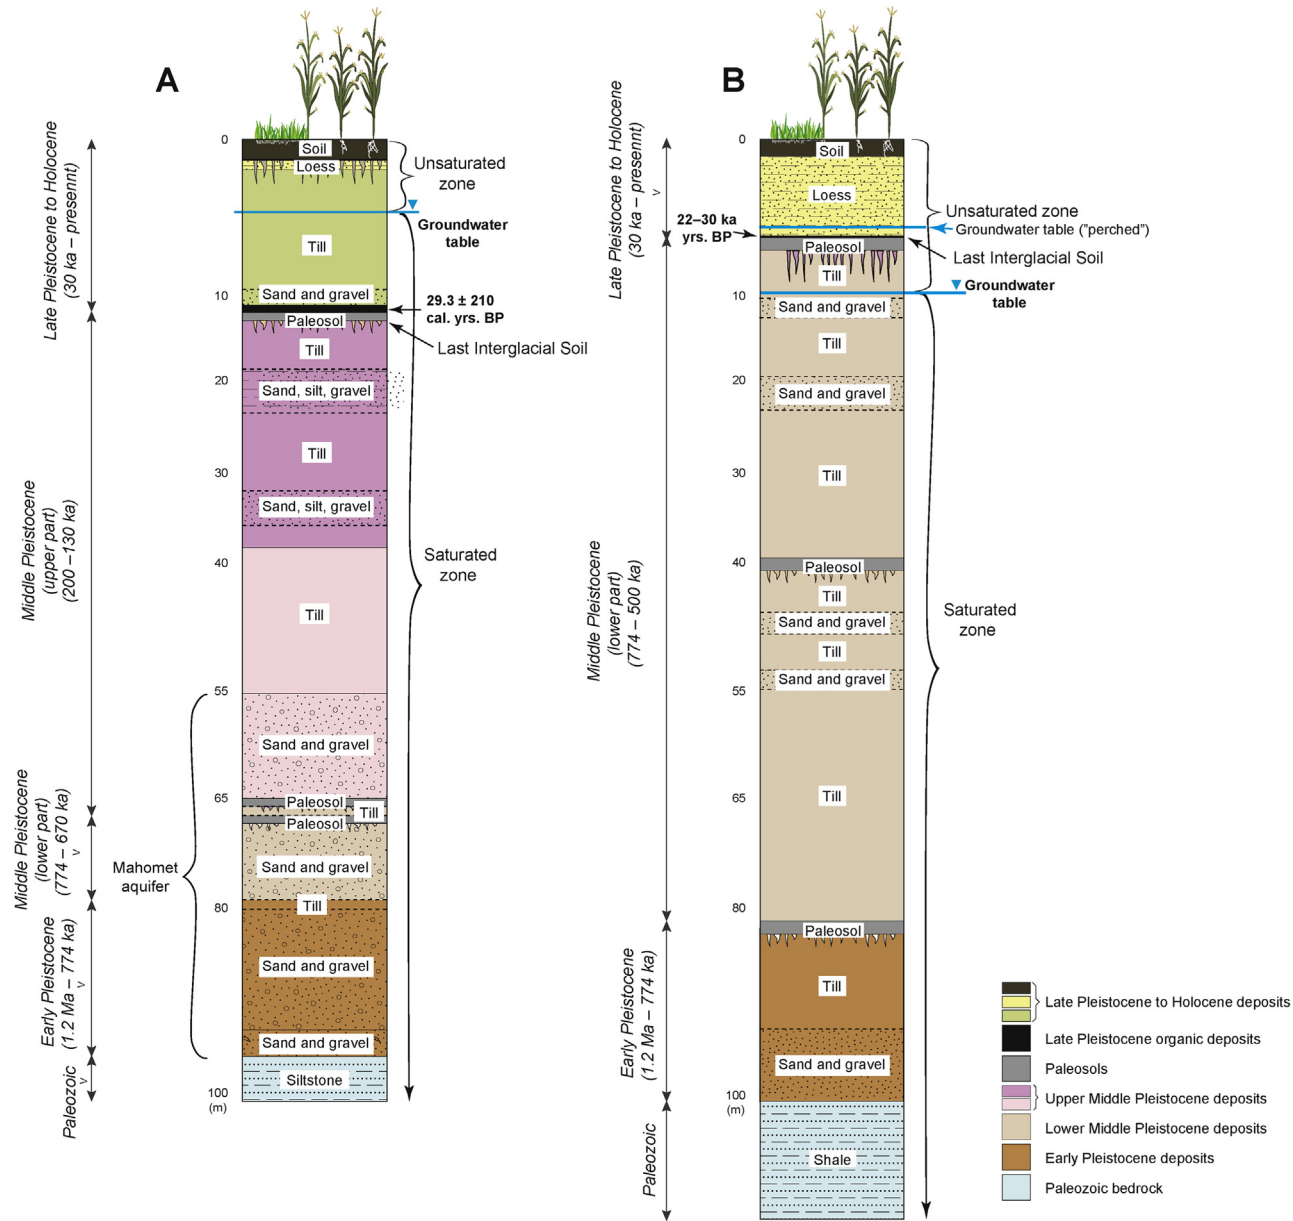 A
Late Pleistocene to Holocene
(30 ka – presennt)
Middle Pleistocene
(upper part)
(200 –130 ka)
Middle Pleistocene
(lower part)
(774 – 670 ka)
>
Early Pleistocene
(1.2 Ma – 774 ka)
>
Paleozoic
>
0
10
20
30
40
55
65
80
100
(m)
Soil
Loess
Till
Sand and gravel
Paleosol
Till
Sand, silt, gravel
Till
Sand, silt, gravel
Till
Sand and gravel
Paleosol
Till
Paleosol
Sand and gravel
Till
Sand and gravel
Sand and gravel
Siltstone
Mahomet
aquifer
Unsaturated
zone
Groundwater
table
29.3 ± 210
cal. yrs. BP
Last Interglacial Soil
Saturated
zone
B
Late Pleistocene to Holocene
(30 ka – presennt)
>
Middle Pleistocene
(lower part)
(774 – 500 ka)
Early Pleistocene
(1.2 Ma – 774 ka)
Paleozoic
22–30 ka
yrs. BP
0
10
20
30
40
55
65
80
100
(m)
Soil
Loess
Paleosol
Till
Sand and gravel
Till
Sand and gravel
Till
Paleosol
Till
Sand and gravel
Till
Sand and gravel
Till
Paleosol
Till
Sand and gravel
Shale
Unsaturated zone
Groundwater table ("perched")
Last Interglacial Soil
Groundwater
table
Saturated
zone
Late Pleistocene to Holocene deposits
Late Pleistocene organic deposits
Paleosols
Upper Middle Pleistocene deposits
Lower Middle Pleistocene deposits
Early Pleistocene deposits
Paleozoic bedrock